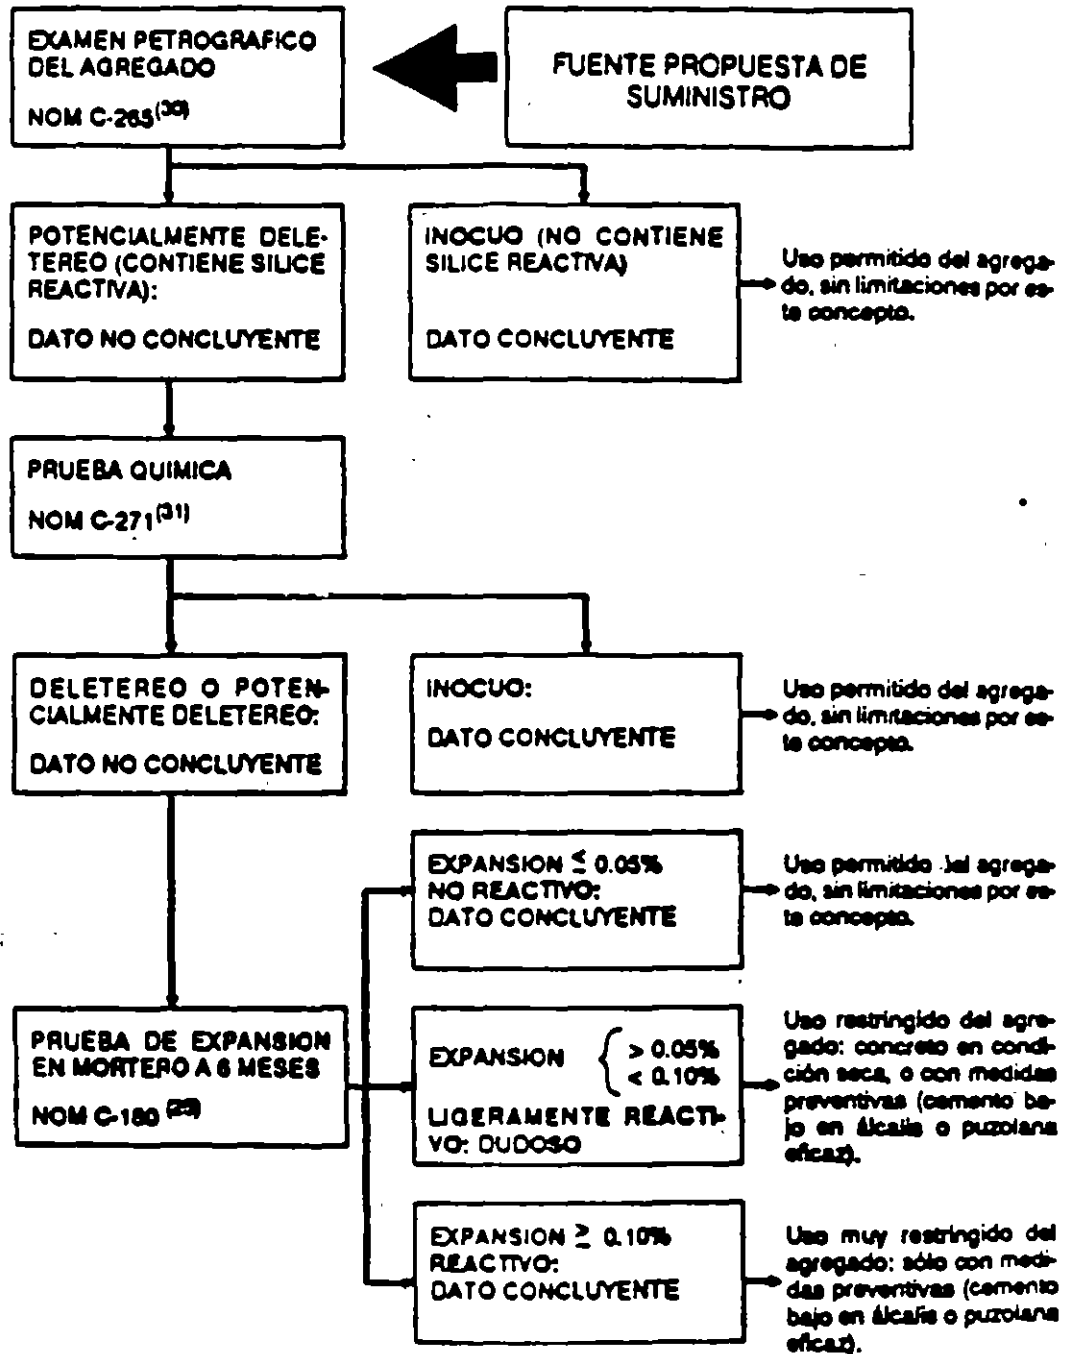 EXAMEN PETROGRAFICO
DEL AGREGADO
NOM C-265(30)
FUENTE PROPUESTA DE
SUMINISTRO
POTENCIALMENTE DELE-
TEREO (CONTIENE SILICE
REACTIVA):
DATO NO CONCLUYENTE
INOCUO (NO CONTIENE
SILICE REACTIVA)
DATO CONCLUYENTE
Uso permitido del agrega-
do, sin limitaciones por es-
te concepto.
PRUEBA QUIMICA
NOM C-271(31)
DELETEREO O POTEN-
CIALMENTE DELETEREO:
DATO NO CONCLUYENTE
INOCUO:
DATO CONCLUYENTE
Uso permitido del agrega-
do, sin limitaciones por es-
te concepto.
EXPANSION ≤ 0.05%
NO REACTIVO:
DATO CONCLUYENTE
Uso permitido del agrega-
do, sin limitaciones por es-
te concepto.
PRUEBA DE EXPANSION
EN MORTERO A 6 MESES
NOM C-180
EXPANSION { > 0.05%
< 0.10%
LIGERAMENTE REACTI-
VO: DUDOSO
Uso restringido del agre-
gado: concreto en condi-
ción seca, o con medidas
preventivas (cemento ba-
jo en álcalis o puzolana
eficaz).
EXPANSION ≥ 0.10%
REACTIVO:
DATO CONCLUYENTE
Uso muy restringido del
agregado: sólo con medi-
das preventivas (cemento
bajo en álcalis o puzolana
eficaz).